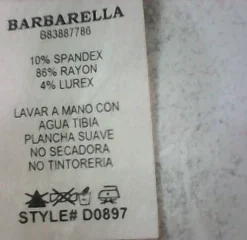 BARBARELLA
G83887786
10% SPANDEX
86% RAYON
4% LUREX
LAVAR A MANO CON
AGUA TIBIA
PLANCHA SUAVE
NO SECADORA
NO TINTORERIA
STYLE# D0897